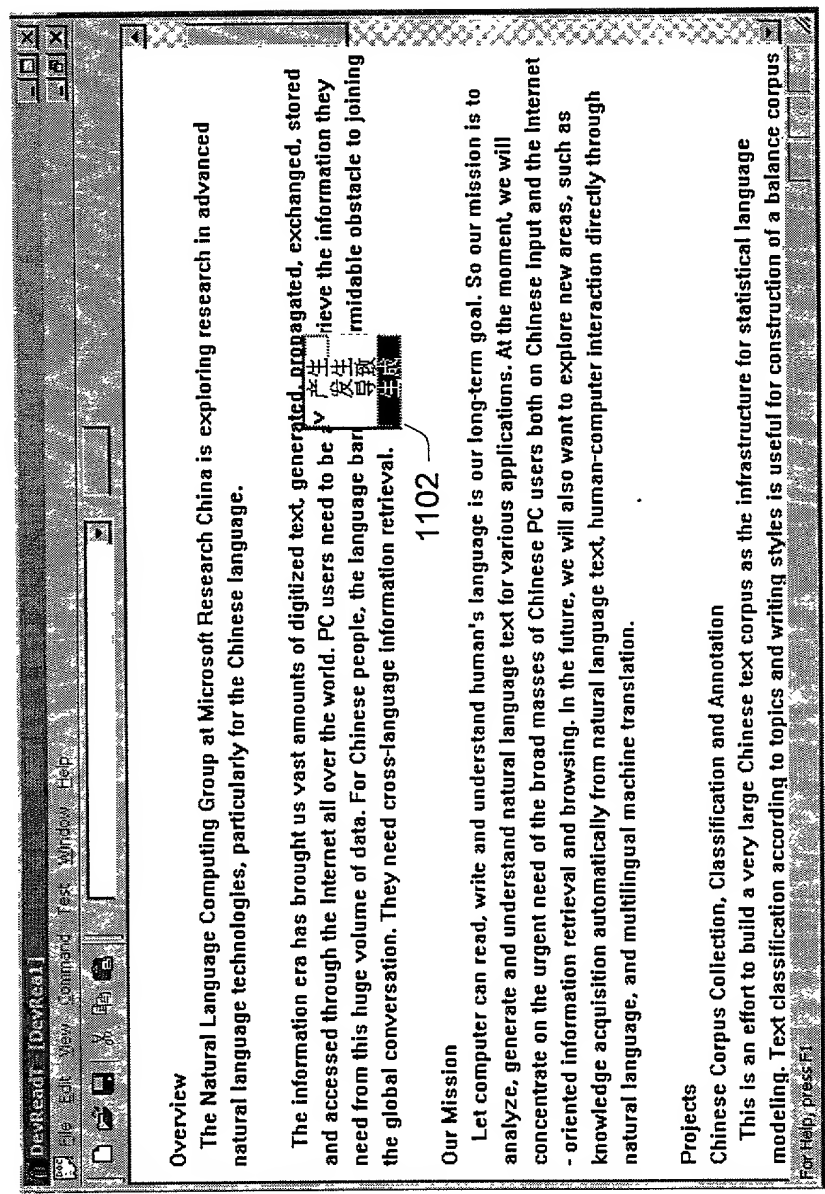 DevRead1 - [DevRea1]
File Edit View Command Test Window Help
Overview
The Natural Language Computing Group at Microsoft Research China is exploring research in advanced
natural language technologies, particularly for the Chinese language.
The information era has brought us vast amounts of digitized text, generated, propagated, exchanged, stored
and accessed through the Internet all over the world. PC users need to be rieve the information they
need from this huge volume of data. For Chinese people, the language bar rmidable obstacle to joining
the global conversation. They need cross-language information retrieval.
产生
发生
导致
生成
1102
Our Mission
Let computer can read, write and understand human's language is our long-term goal. So our mission is to
analyze, generate and understand natural language text for various applications. At the moment, we will
concentrate on the urgent need of the broad masses of Chinese PC users both on Chinese Input and the Internet
- oriented information retrieval and browsing. In the future, we will also want to explore new areas, such as
knowledge acquisition automatically from natural language text, human-computer interaction directly through
natural language, and multilingual machine translation.
Projects
Chinese Corpus Collection, Classification and Annotation
This is an effort to build a very large Chinese text corpus as the infrastructure for statistical language
modeling. Text classification according to topics and writing styles is useful for construction of a balance corpus
For Help, press F1